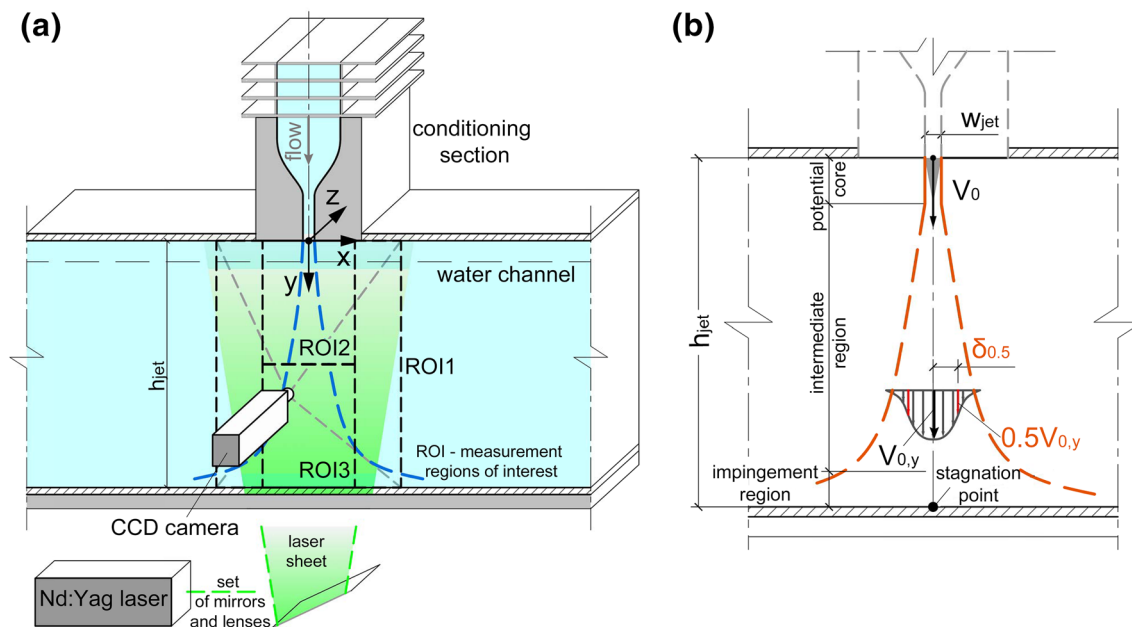 (a)
flow
conditioning
section
z
x
y
water channel
hjet
ROI2
ROI1
ROI3
ROI - measurement
regions of interest
CCD camera
laser
sheet
Nd:Yag laser
set
of mirrors
and lenses
(b)
wjet
potential
core
V0
hjet
intermediate
region
δ0.5
0.5V0,y
V0,y
impingement
region
stagnation
point